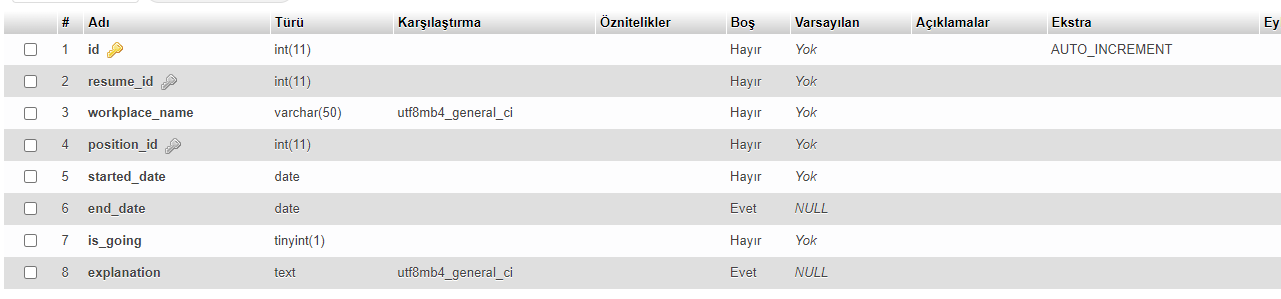 # Adı Türü Karşılaştırma Öznitelikler Boş Varsayılan Açıklamalar Ekstra Ey
1 id int(11) Hayır Yok AUTO_INCREMENT
2 resume_id int(11) Hayır Yok
3 workplace_name varchar(50) utf8mb4_general_ci Hayır Yok
4 position_id int(11) Hayır Yok
5 started_date date Hayır Yok
6 end_date date Evet NULL
7 is_going tinyint(1) Hayır Yok
8 explanation text utf8mb4_general_ci Evet NULL